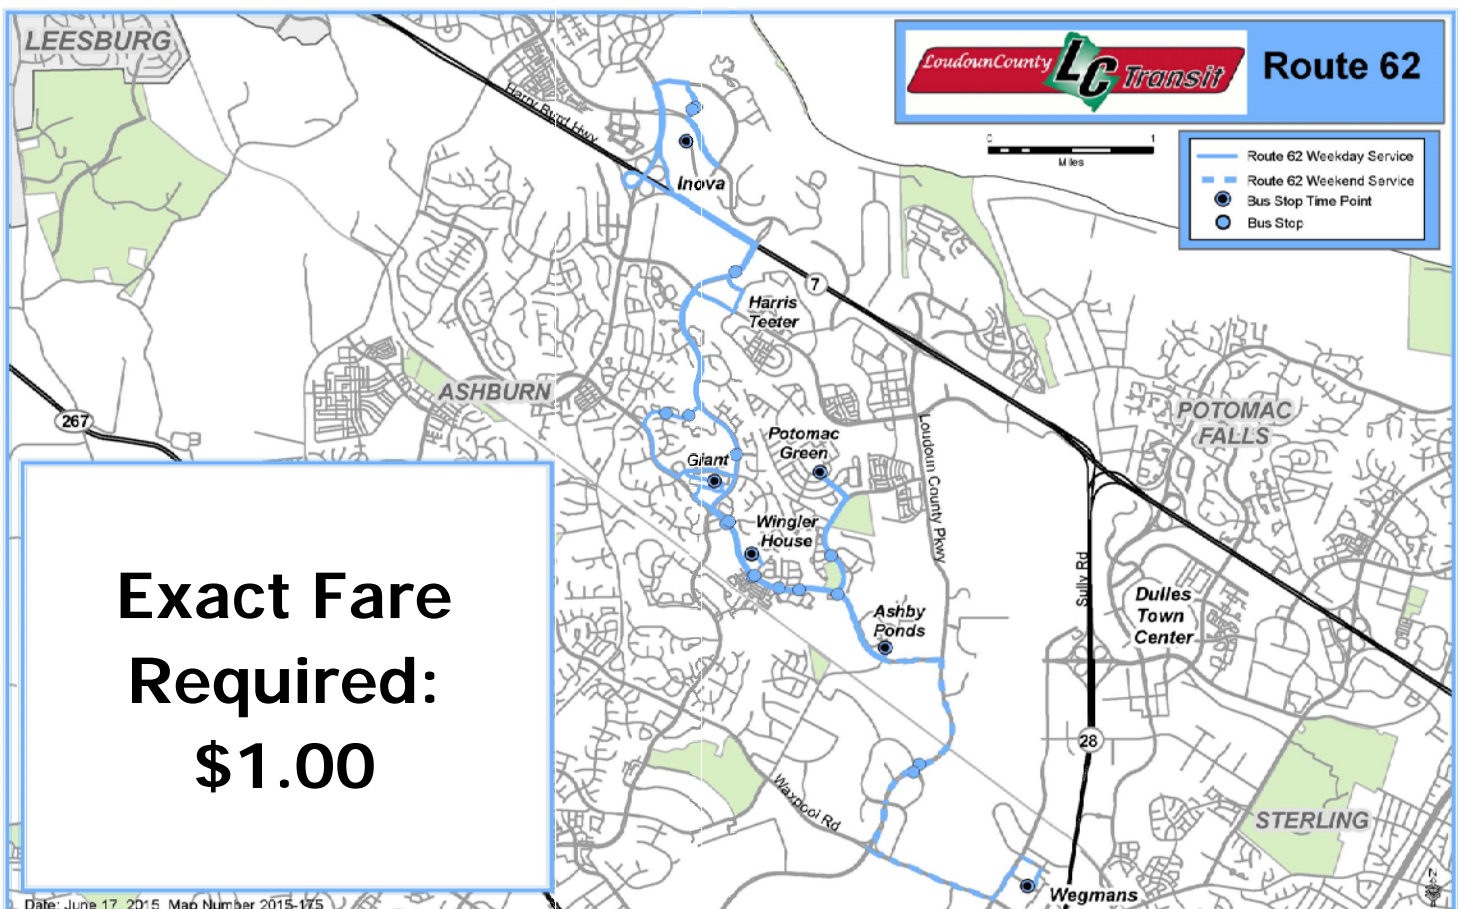 LEESBURG
LoudounCounty LC Transit
Route 62
Harry Byrd Hwy
0 1
Miles
Route 62 Weekday Service
Route 62 Weekend Service
Bus Stop Time Point
Bus Stop
Inova
7
Harris
Teeter
ASHBURN
267
POTOMAC
FALLS
Loudoun County Pkwy
Potomac
Green
Giant
Wingler
House
Sully Rd
Dulles
Town
Center
Ashby
Ponds
Exact Fare
Required:
$1.00
28
Waxpool Rd
STERLING
Wegmans
N
Date: June 17, 2015 Map Number 2015-175